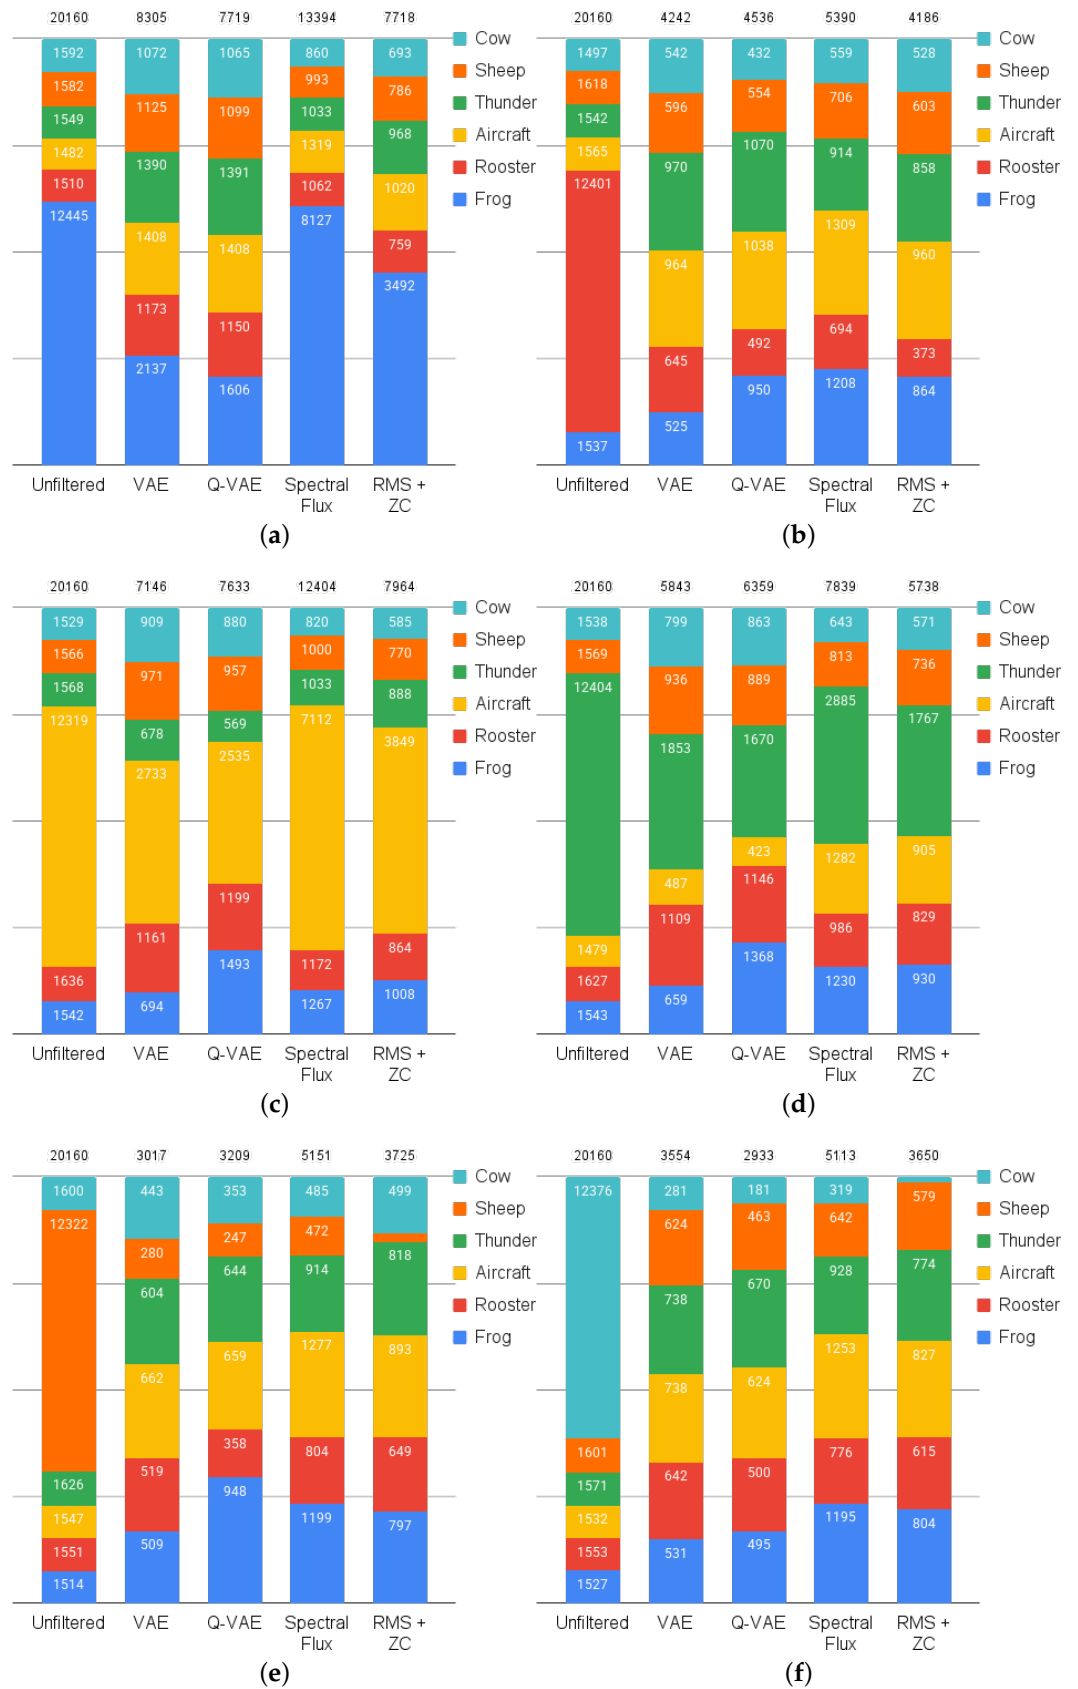 20160 8305 7719 13394 7718
1592 1072 1065 860 693
1582 1125 1099 993 786
1549 1390 1391 1033 968
1482 1408 1408 1319 1020
1510 1173 1150 1062 759
12445 2137 1606 8127 3492
Cow
Sheep
Thunder
Aircraft
Rooster
Frog
Unfiltered VAE Q-VAE Spectral Flux RMS + ZC
(a)
20160 4242 4536 5390 4186
1497 542 432 559 528
1618 596 554 706 603
1542 970 1070 914 858
1565 964 1038 1309 960
12401 645 492 694 373
1537 525 950 1208 864
Cow
Sheep
Thunder
Aircraft
Rooster
Frog
Unfiltered VAE Q-VAE Spectral Flux RMS + ZC
(b)
20160 7146 7633 12404 7964
1529 909 880 820 585
1566 971 957 1000 770
1568 678 569 1033 888
12319 2733 2535 7112 3849
1636 1161 1199 1172 864
1542 694 1493 1267 1008
Cow
Sheep
Thunder
Aircraft
Rooster
Frog
Unfiltered VAE Q-VAE Spectral Flux RMS + ZC
(c)
20160 5843 6359 7839 5738
1538 799 863 643 571
1569 936 889 813 736
12404 1853 1670 2885 1767
1479 487 423 1282 905
1627 1109 1146 986 829
1543 659 1368 1230 930
Cow
Sheep
Thunder
Aircraft
Rooster
Frog
Unfiltered VAE Q-VAE Spectral Flux RMS + ZC
(d)
20160 3017 3209 5151 3725
1600 443 353 485 499
12322 280 247 472
1626 604 644 914 818
1547 662 659 1277 893
1551 519 358 804 649
1514 509 948 1199 797
Cow
Sheep
Thunder
Aircraft
Rooster
Frog
Unfiltered VAE Q-VAE Spectral Flux RMS + ZC
(e)
20160 3554 2933 5113 3650
12376 281 181 319
1601 624 463 642 579
1571 738 670 928 774
1532 738 624 1253 827
1553 642 500 776 615
1527 531 495 1195 804
Cow
Sheep
Thunder
Aircraft
Rooster
Frog
Unfiltered VAE Q-VAE Spectral Flux RMS + ZC
(f)